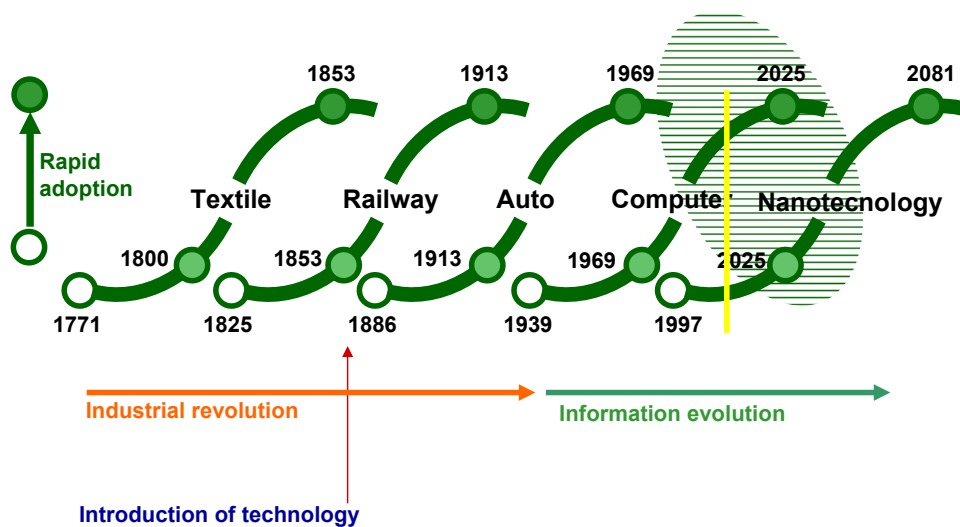 1853
1913
1969
2025
2081
Rapid
adoption
Textile
Railway
Auto
Computer
Nanotecnology
1800
1853
1913
1969
2025
1771
1825
1886
1939
1997
Industrial revolution
Information evolution
Introduction of technology